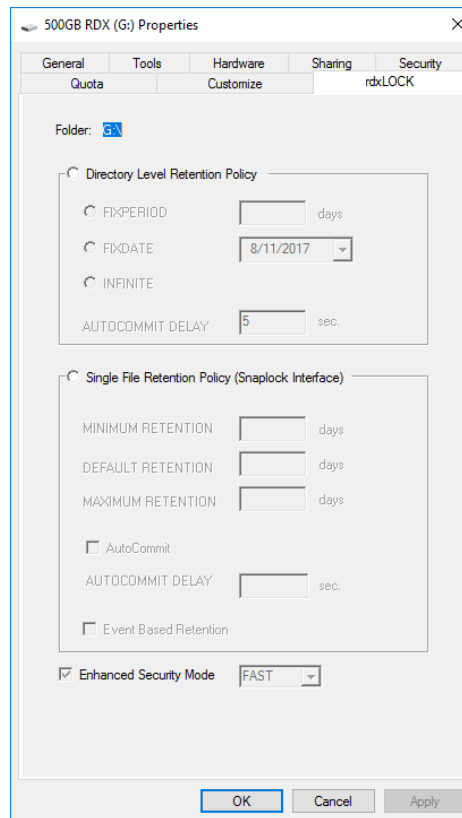 500GB RDX (G:) Properties
General Tools Hardware Sharing Security
Quota Customize rdxLOCK
Folder: G:\
Directory Level Retention Policy
FIXPERIOD days
FIXDATE 8/11/2017
INFINITE
AUTOCOMMIT DELAY 5 sec.
Single File Retention Policy (Snaplock Interface)
MINIMUM RETENTION days
DEFAULT RETENTION days
MAXIMUM RETENTION days
AutoCommit
AUTOCOMMIT DELAY sec.
Event Based Retention
Enhanced Security Mode FAST
OK Cancel Apply